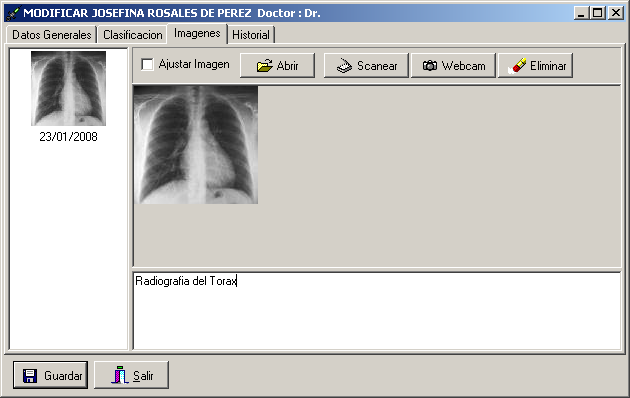 MODIFICAR JOSEFINA ROSALES DE PEREZ Doctor : Dr.
Datos Generales Clasificacion Imagenes Historial
Ajustar Imagen Abrir Scanear Webcam Eliminar
23/01/2008
Radiografia del Torax
Guardar Salir